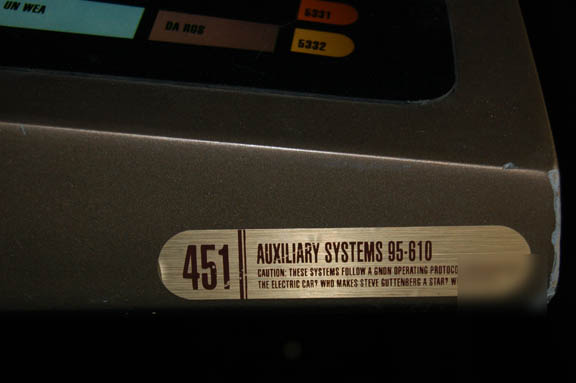 UN WEA
DA ROS
5331
5332
451
AUXILIARY SYSTEMS 95-610
CAUTION: THESE SYSTEMS FOLLOW A GNDN OPERATING
THE ELECTRIC CAR? WHO MAKES STEVE GUTTENBERG A STAR?